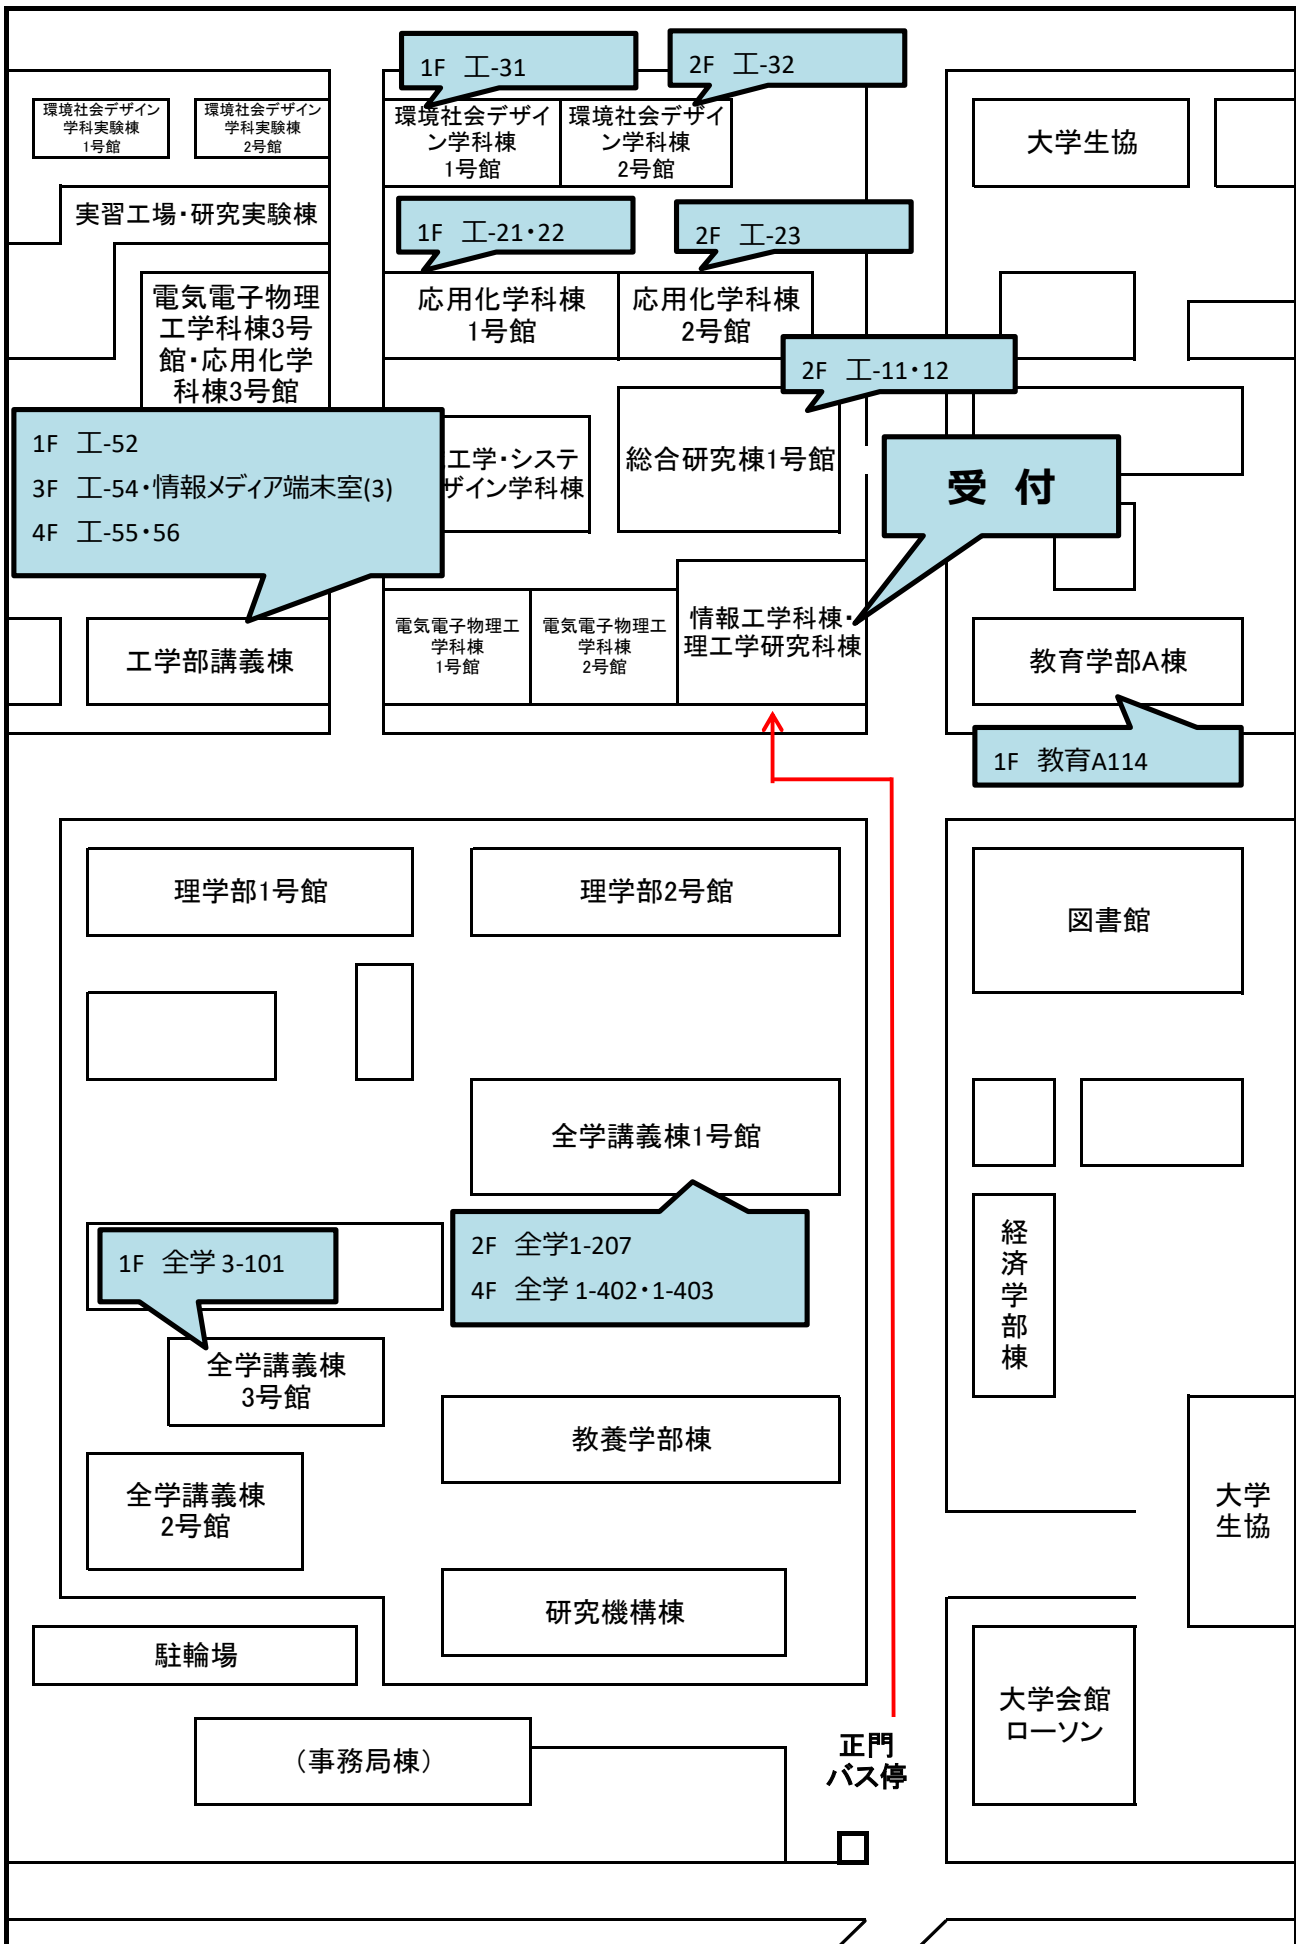 1F 工-31
2F 工-32
環境社会デザイン
学科実験棟
1号館
環境社会デザイン
学科実験棟
2号館
環境社会デザイ
ン学科棟
1号館
環境社会デザイ
ン学科棟
2号館
大学生協
実習工場・研究実験棟
1F 工-21・22
2F 工-23
電気電子物理
工学科棟3号
館・応用化学
科棟3号館
応用化学科棟
1号館
応用化学科棟
2号館
2F 工-11・12
1F 工-52
3F 工-54・情報メディア端末室(3)
4F 工-55・56
工学・システ
ザイン学科棟
総合研究棟1号館
受 付
工学部講義棟
電気電子物理工
学科棟
1号館
電気電子物理工
学科棟
2号館
情報工学科棟・
理工学研究科棟
教育学部A棟
1F 教育A114
理学部1号館
理学部2号館
図書館
全学講義棟1号館
2F 全学1-207
4F 全学 1-402・1-403
1F 全学 3-101
全学講義棟
3号館
経済学部棟
教養学部棟
全学講義棟
2号館
大学
生協
研究機構棟
駐輪場
大学会館
ローソン
（事務局棟）
正門
バス停